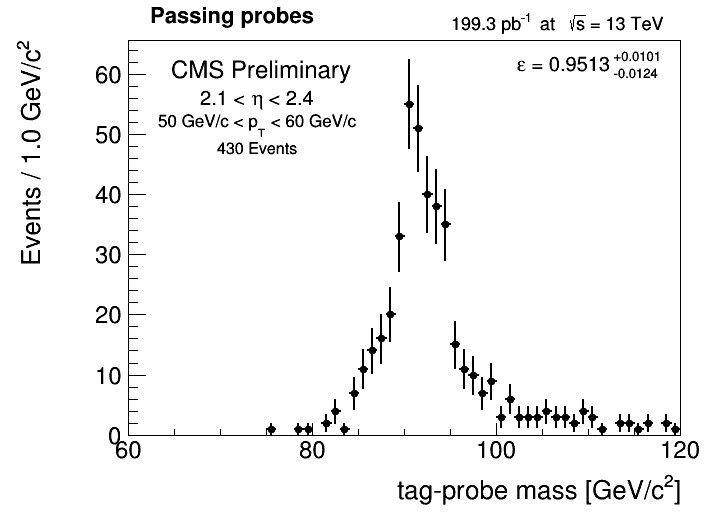 Passing probes
199.3 pb⁻¹ at √s = 13 TeV
CMS Preliminary
ε = 0.9513 +0.0101 -0.0124
2.1 < η < 2.4
50 GeV/c < p_T < 60 GeV/c
430 Events
Events / 1.0 GeV/c²
60
50
40
30
20
10
0
60 80 100 120
tag-probe mass [GeV/c²]